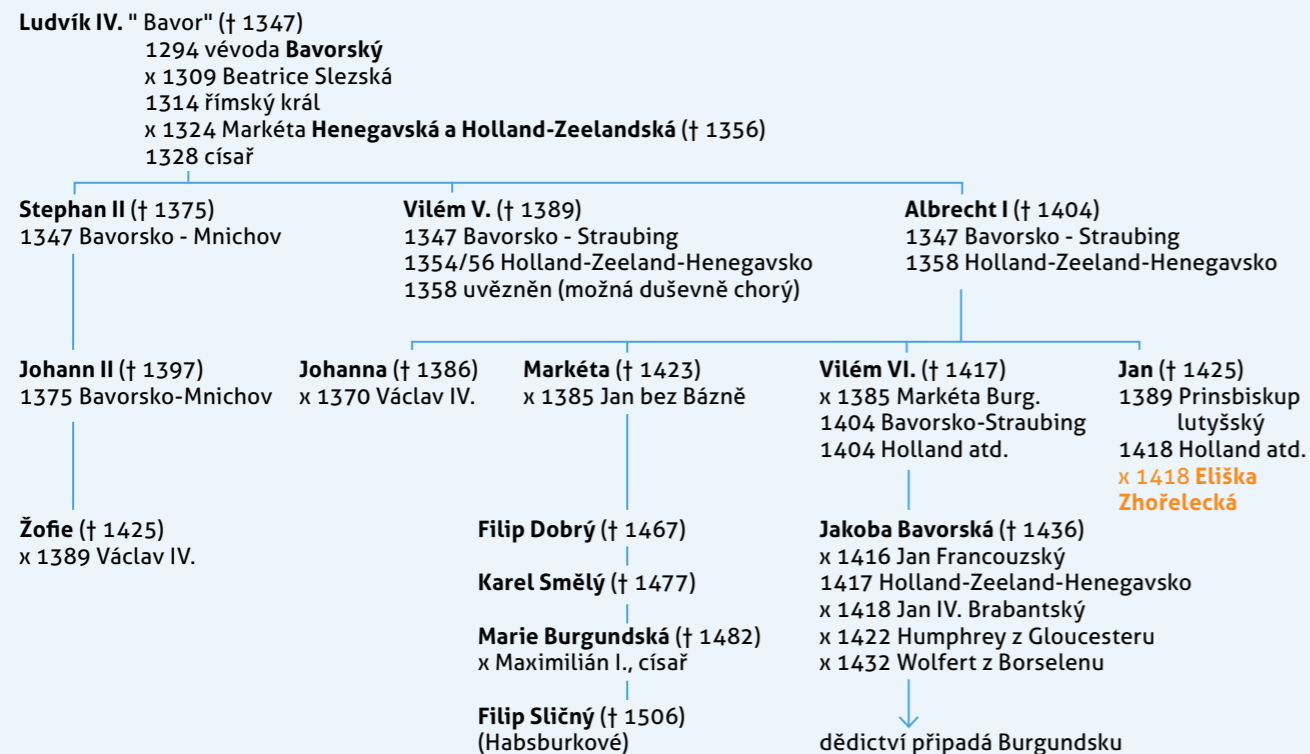 Ludvík IV. " Bavor" († 1347)
1294 vévoda Bavorský
x 1309 Beatrice Slezská
1314 římský král
x 1324 Markéta Henegavská a Holland-Zeelandská († 1356)
1328 císař
Stephan II († 1375)
1347 Bavorsko - Mnichov
Vilém V. († 1389)
1347 Bavorsko - Straubing
1354/56 Holland-Zeeland-Henegavsko
1358 uvězněn (možná duševně chorý)
Albrecht I († 1404)
1347 Bavorsko - Straubing
1358 Holland-Zeeland-Henegavsko
Johann II († 1397)
1375 Bavorsko-Mnichov
Johanna († 1386)
x 1370 Václav IV.
Markéta († 1423)
x 1385 Jan bez Bázně
Vilém VI. († 1417)
x 1385 Markéta Burg.
1404 Bavorsko-Straubing
1404 Holland atd.
Jan († 1425)
1389 Prinsbiskup
lutyšský
1418 Holland atd.
x 1418 Eliška
Zhořelecká
Žofie († 1425)
x 1389 Václav IV.
Filip Dobrý († 1467)
Karel Smělý († 1477)
Marie Burgundská († 1482)
x Maximilián I., císař
Filip Sličný († 1506)
(Habsburkové)
Jakoba Bavorská († 1436)
x 1416 Jan Francouzský
1417 Holland-Zeeland-Henegavsko
x 1418 Jan IV. Brabantský
x 1422 Humphrey z Gloucesteru
x 1432 Wolfert z Borselenu
dědictví připadá Burgundsku